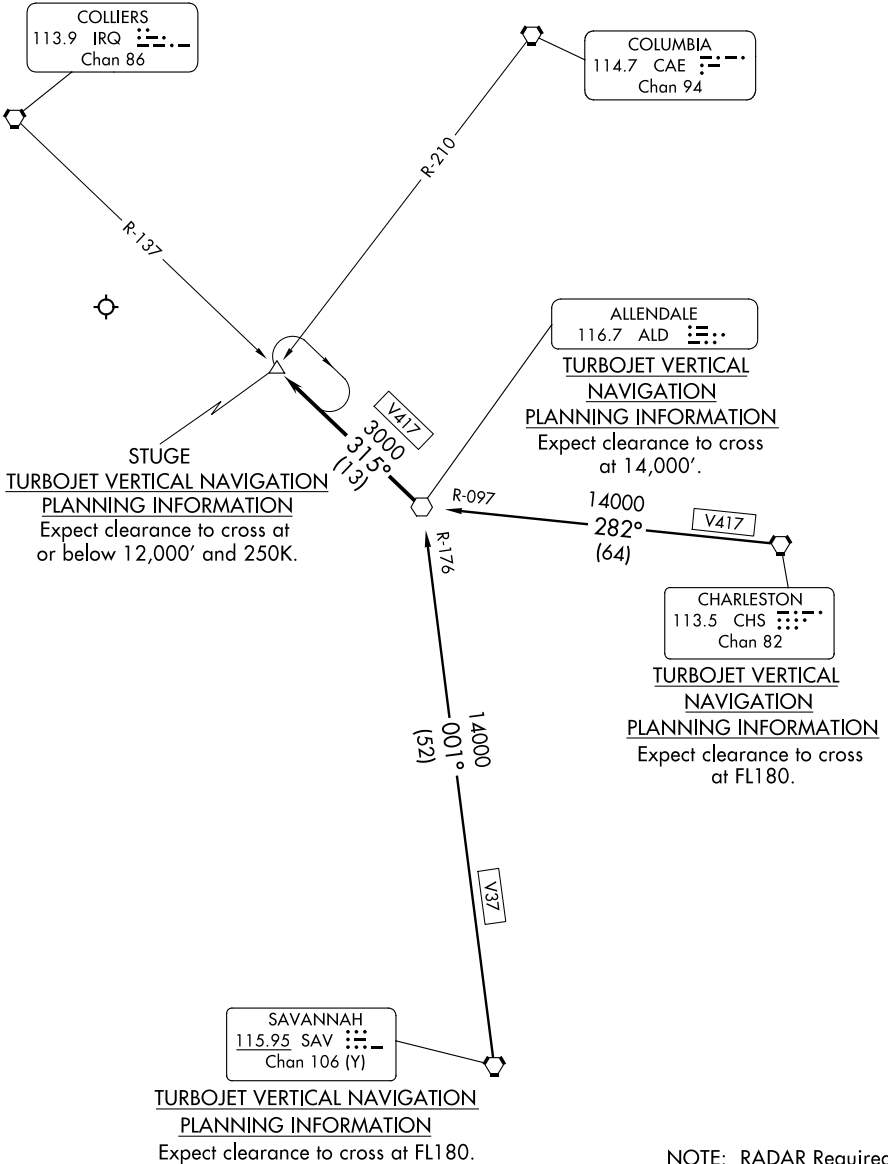 COLLIERS
113.9 IRQ
Chan 86
COLUMBIA
114.7 CAE
Chan 94
R-210
R-137
ALLENDALE
116.7 ALD
TURBOJET VERTICAL
NAVIGATION
PLANNING INFORMATION
Expect clearance to cross
at 14,000’.
V417
3000
315°
(13)
STUGE
TURBOJET VERTICAL NAVIGATION
PLANNING INFORMATION
Expect clearance to cross at
or below 12,000’ and 250K.
R-097
14000
282°
(64)
V417
R-176
CHARLESTON
113.5 CHS
Chan 82
TURBOJET VERTICAL
NAVIGATION
PLANNING INFORMATION
Expect clearance to cross
at FL180.
14000
001°
(52)
V37
SAVANNAH
115.95 SAV
Chan 106 (Y)
TURBOJET VERTICAL NAVIGATION
PLANNING INFORMATION
Expect clearance to cross at FL180.
NOTE: RADAR Required